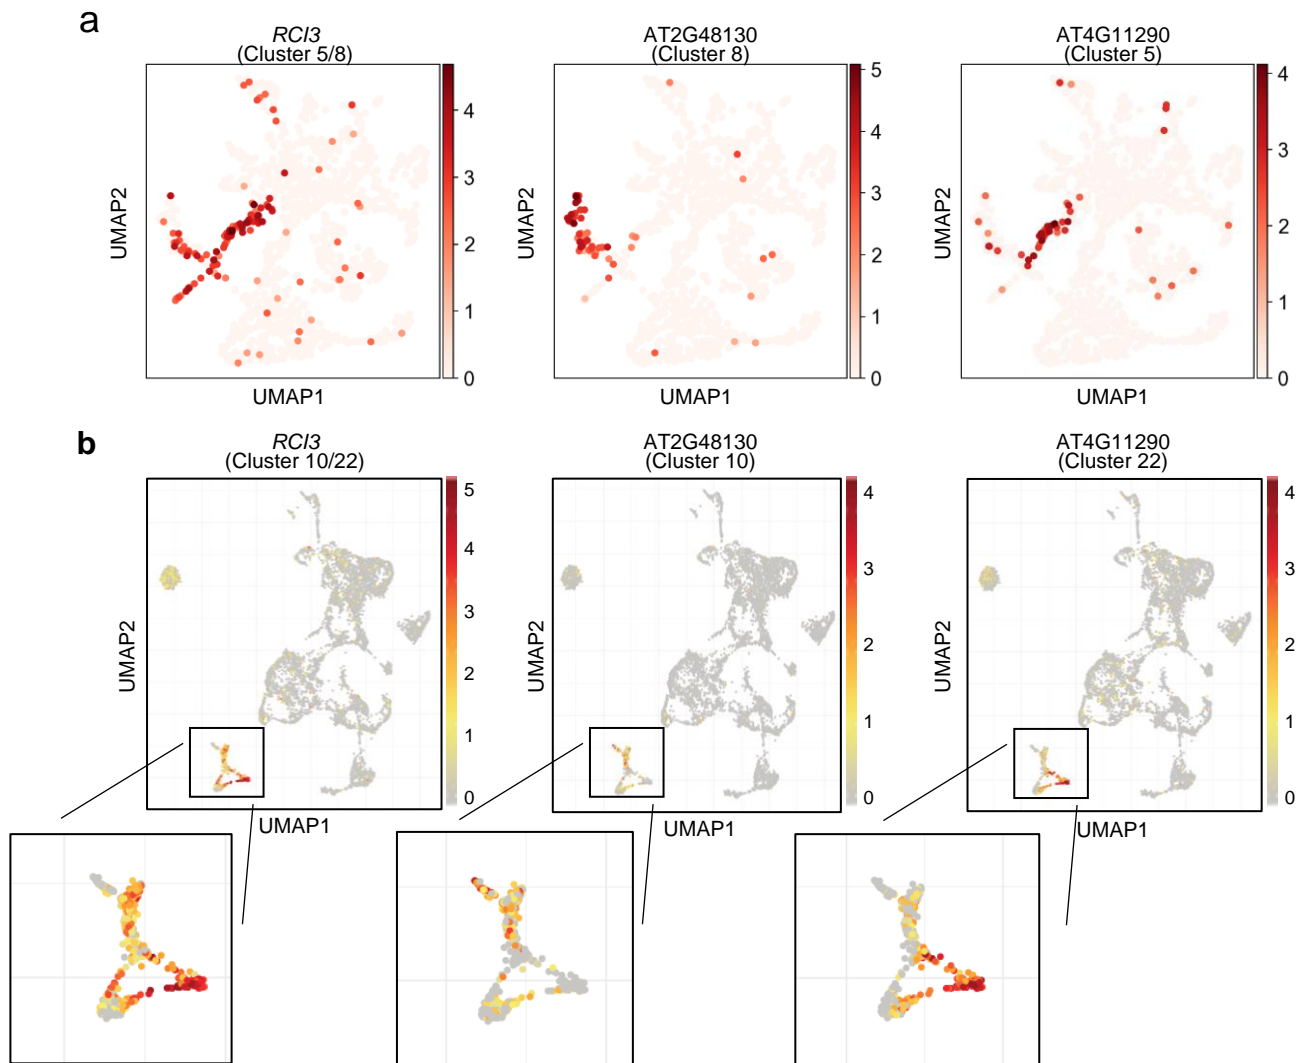 a
RCI3
(Cluster 5/8)
AT2G48130
(Cluster 8)
AT4G11290
(Cluster 5)
4
3
2
1
0
5
4
3
2
1
0
4
3
2
1
0
UMAP2
UMAP2
UMAP2
UMAP1
UMAP1
UMAP1
b
RCI3
(Cluster 10/22)
AT2G48130
(Cluster 10)
AT4G11290
(Cluster 22)
5
4
3
2
1
0
4
3
2
1
0
4
3
2
1
0
UMAP2
UMAP2
UMAP2
UMAP1
UMAP1
UMAP1